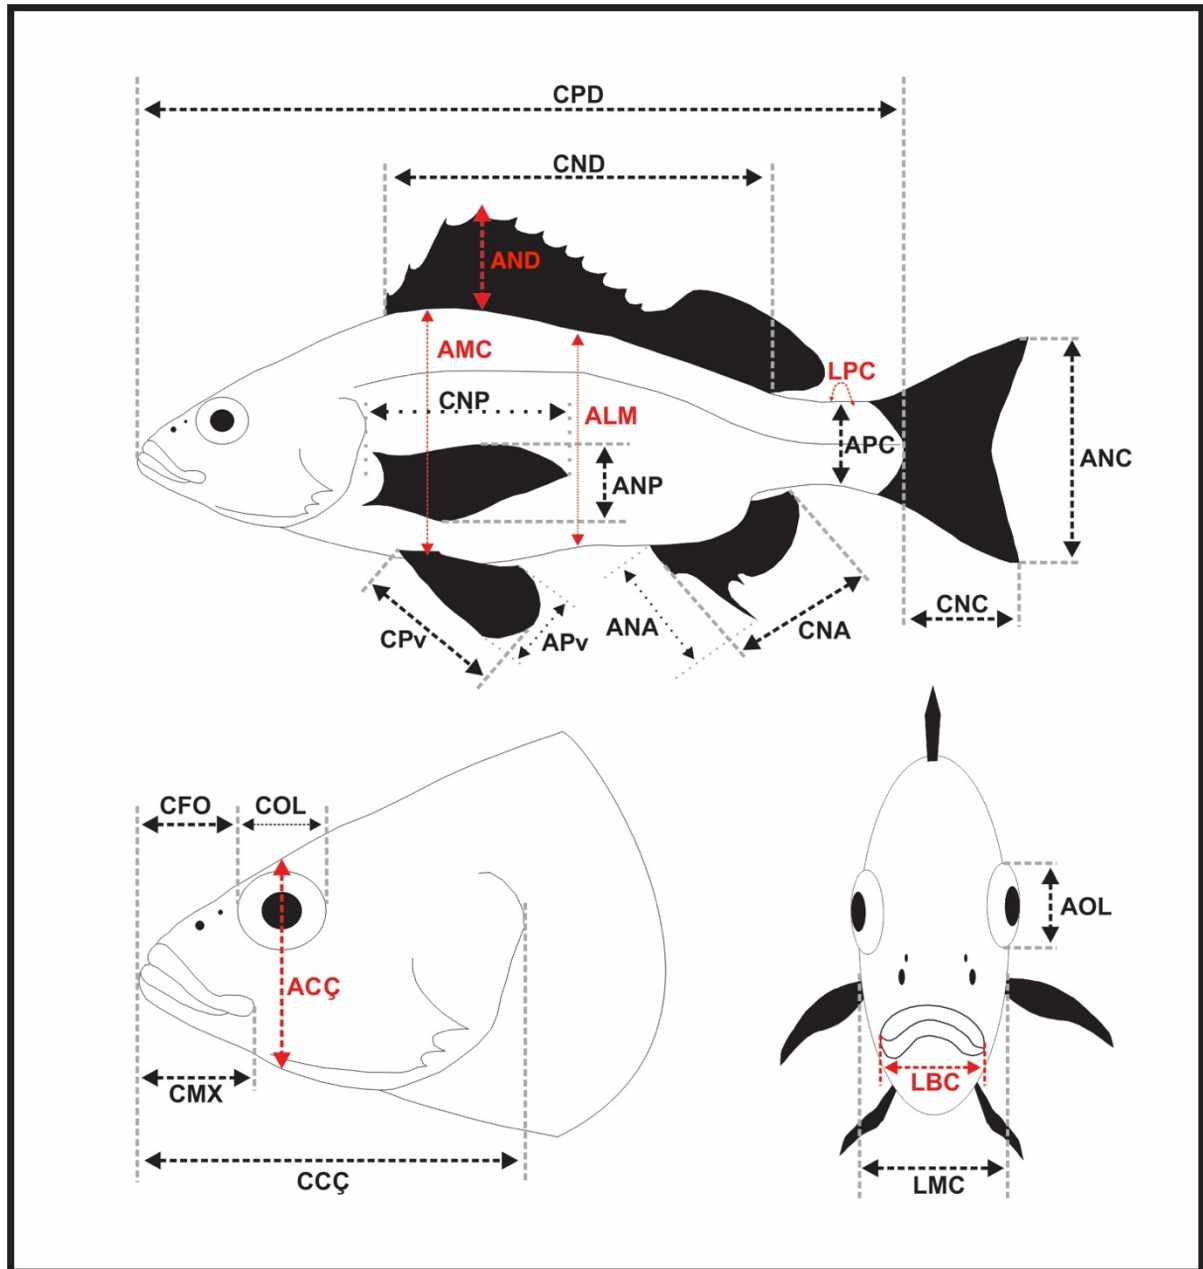 CPD
CND
AND
AMC
LPC
CNP
ALM
APC
ANC
ANP
CNC
CPv
APv
ANA
CNA
CFO
COL
AOL
ACÇ
LBC
CMX
CCÇ
LMC